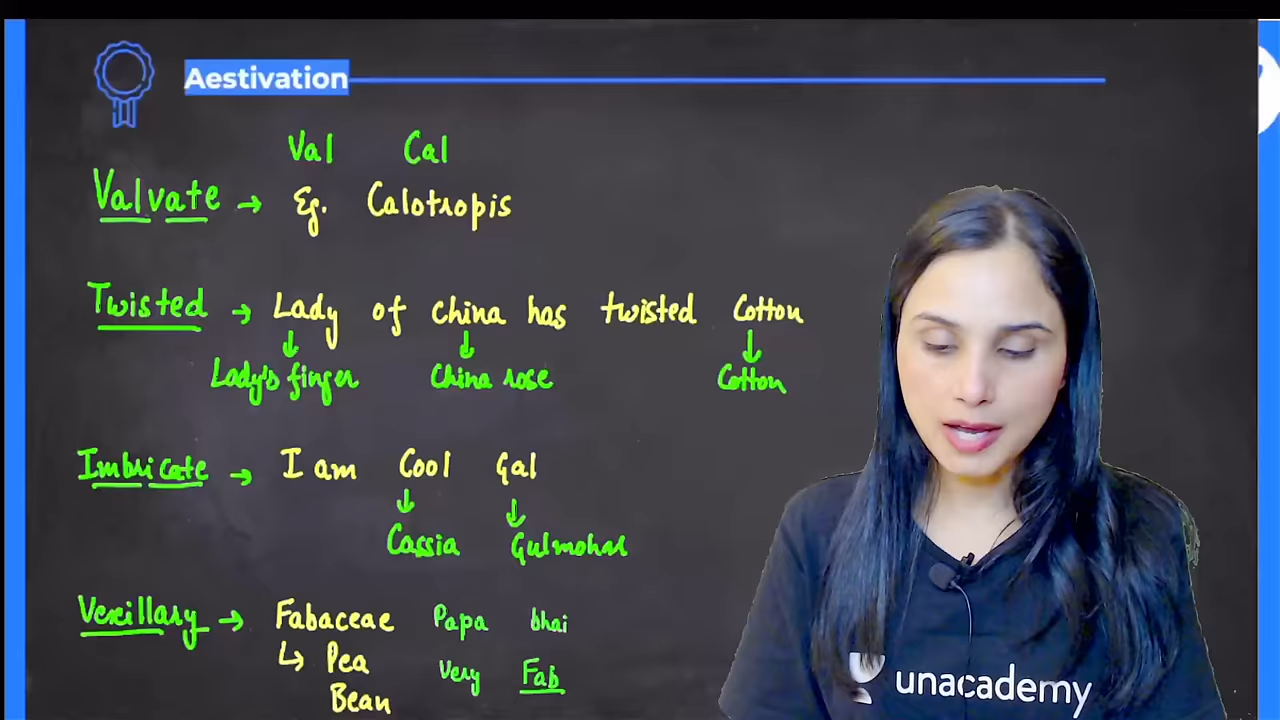 Aestivation
Val Cal
Valvate → Eg. Calotropis
Twisted → Lady of China has twisted Cotton
Lady's finger China rose Cotton
Imbricate → I am Cool Gal
Cassia Gulmohar
Vexillary → Fabaceae Papa bhai
↳ Pea Very Fab
Bean
unacademy